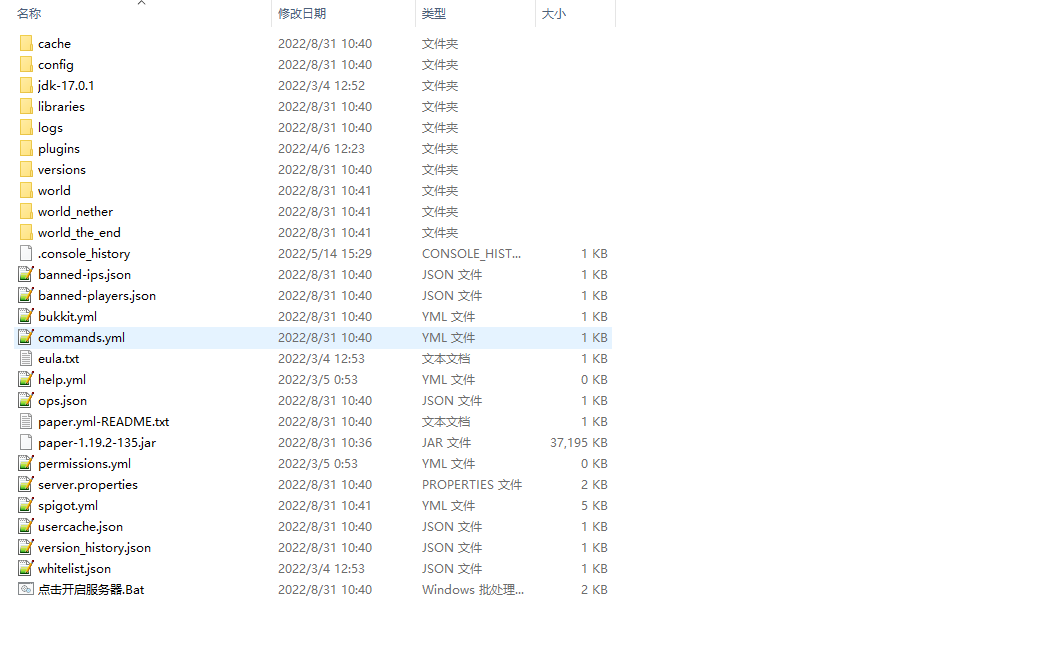 名称 修改日期 类型 大小
cache 2022/8/31 10:40 文件夹
config 2022/8/31 10:40 文件夹
jdk-17.0.1 2022/3/4 12:52 文件夹
libraries 2022/8/31 10:40 文件夹
logs 2022/8/31 10:40 文件夹
plugins 2022/4/6 12:23 文件夹
versions 2022/8/31 10:40 文件夹
world 2022/8/31 10:41 文件夹
world_nether 2022/8/31 10:41 文件夹
world_the_end 2022/8/31 10:41 文件夹
.console_history 2022/5/14 15:29 CONSOLE_HIST... 1 KB
banned-ips.json 2022/8/31 10:40 JSON 文件 1 KB
banned-players.json 2022/8/31 10:40 JSON 文件 1 KB
bukkit.yml 2022/8/31 10:40 YML 文件 1 KB
commands.yml 2022/8/31 10:40 YML 文件 1 KB
eula.txt 2022/3/4 12:53 文本文档 1 KB
help.yml 2022/3/5 0:53 YML 文件 0 KB
ops.json 2022/8/31 10:40 JSON 文件 1 KB
paper.yml-README.txt 2022/8/31 10:40 文本文档 1 KB
paper-1.19.2-135.jar 2022/8/31 10:36 JAR 文件 37,195 KB
permissions.yml 2022/3/5 0:53 YML 文件 0 KB
server.properties 2022/8/31 10:40 PROPERTIES 文件 2 KB
spigot.yml 2022/8/31 10:41 YML 文件 5 KB
usercache.json 2022/8/31 10:40 JSON 文件 1 KB
version_history.json 2022/8/31 10:40 JSON 文件 1 KB
whitelist.json 2022/3/4 12:53 JSON 文件 1 KB
点击开启服务器.Bat 2022/8/31 10:40 Windows 批处理... 2 KB